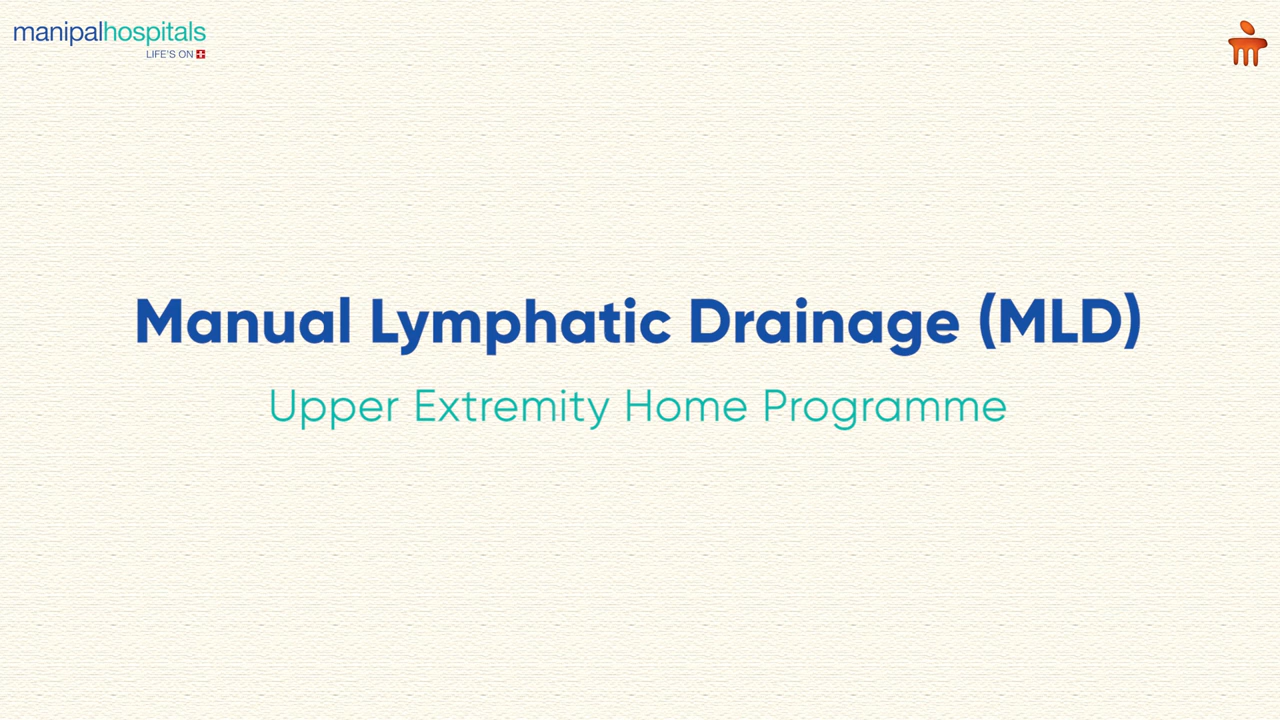 manipalhospitals
LIFE'S ON
Manual Lymphatic Drainage (MLD)
Upper Extremity Home Programme